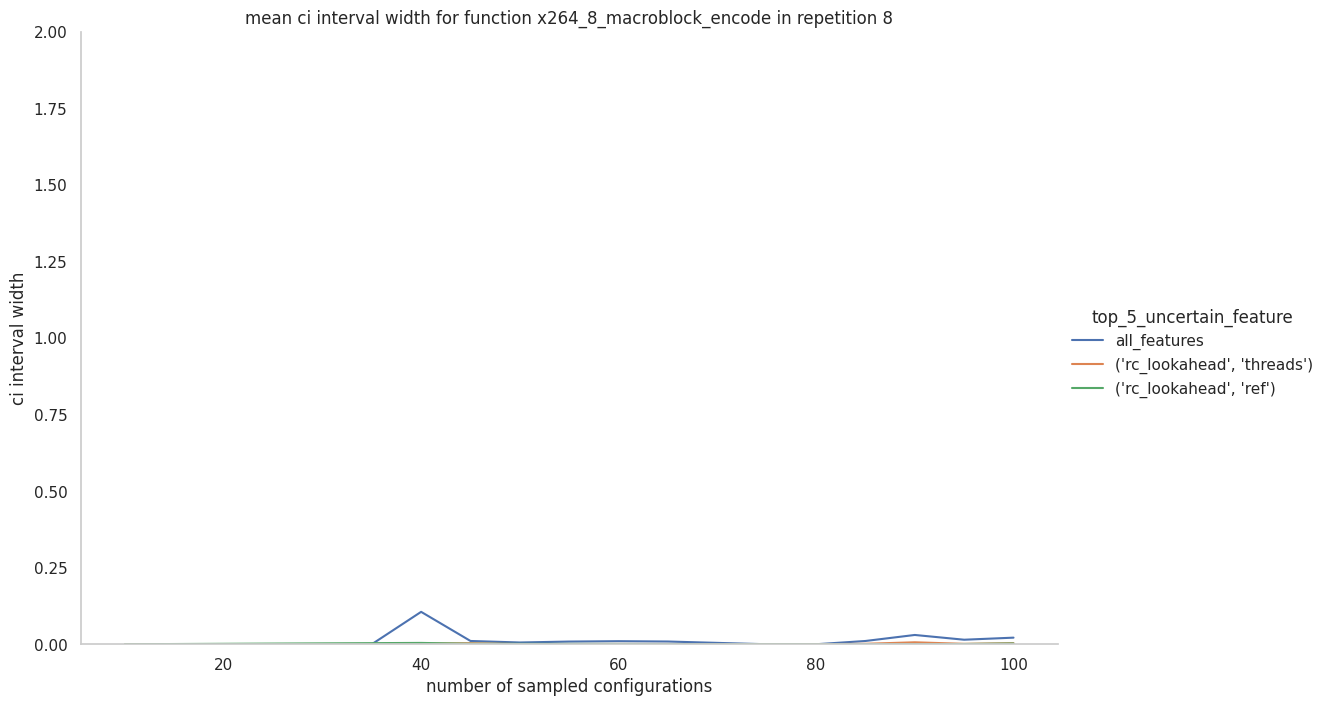 mean ci interval width for function x264_8_macroblock_encode in repetition 8
2.00
1.75
1.50
1.25
1.00
0.75
0.50
0.25
0.00
ci interval width
20
40
60
80
100
number of sampled configurations
top_5_uncertain_feature
all_features
('rc_lookahead', 'threads')
('rc_lookahead', 'ref')